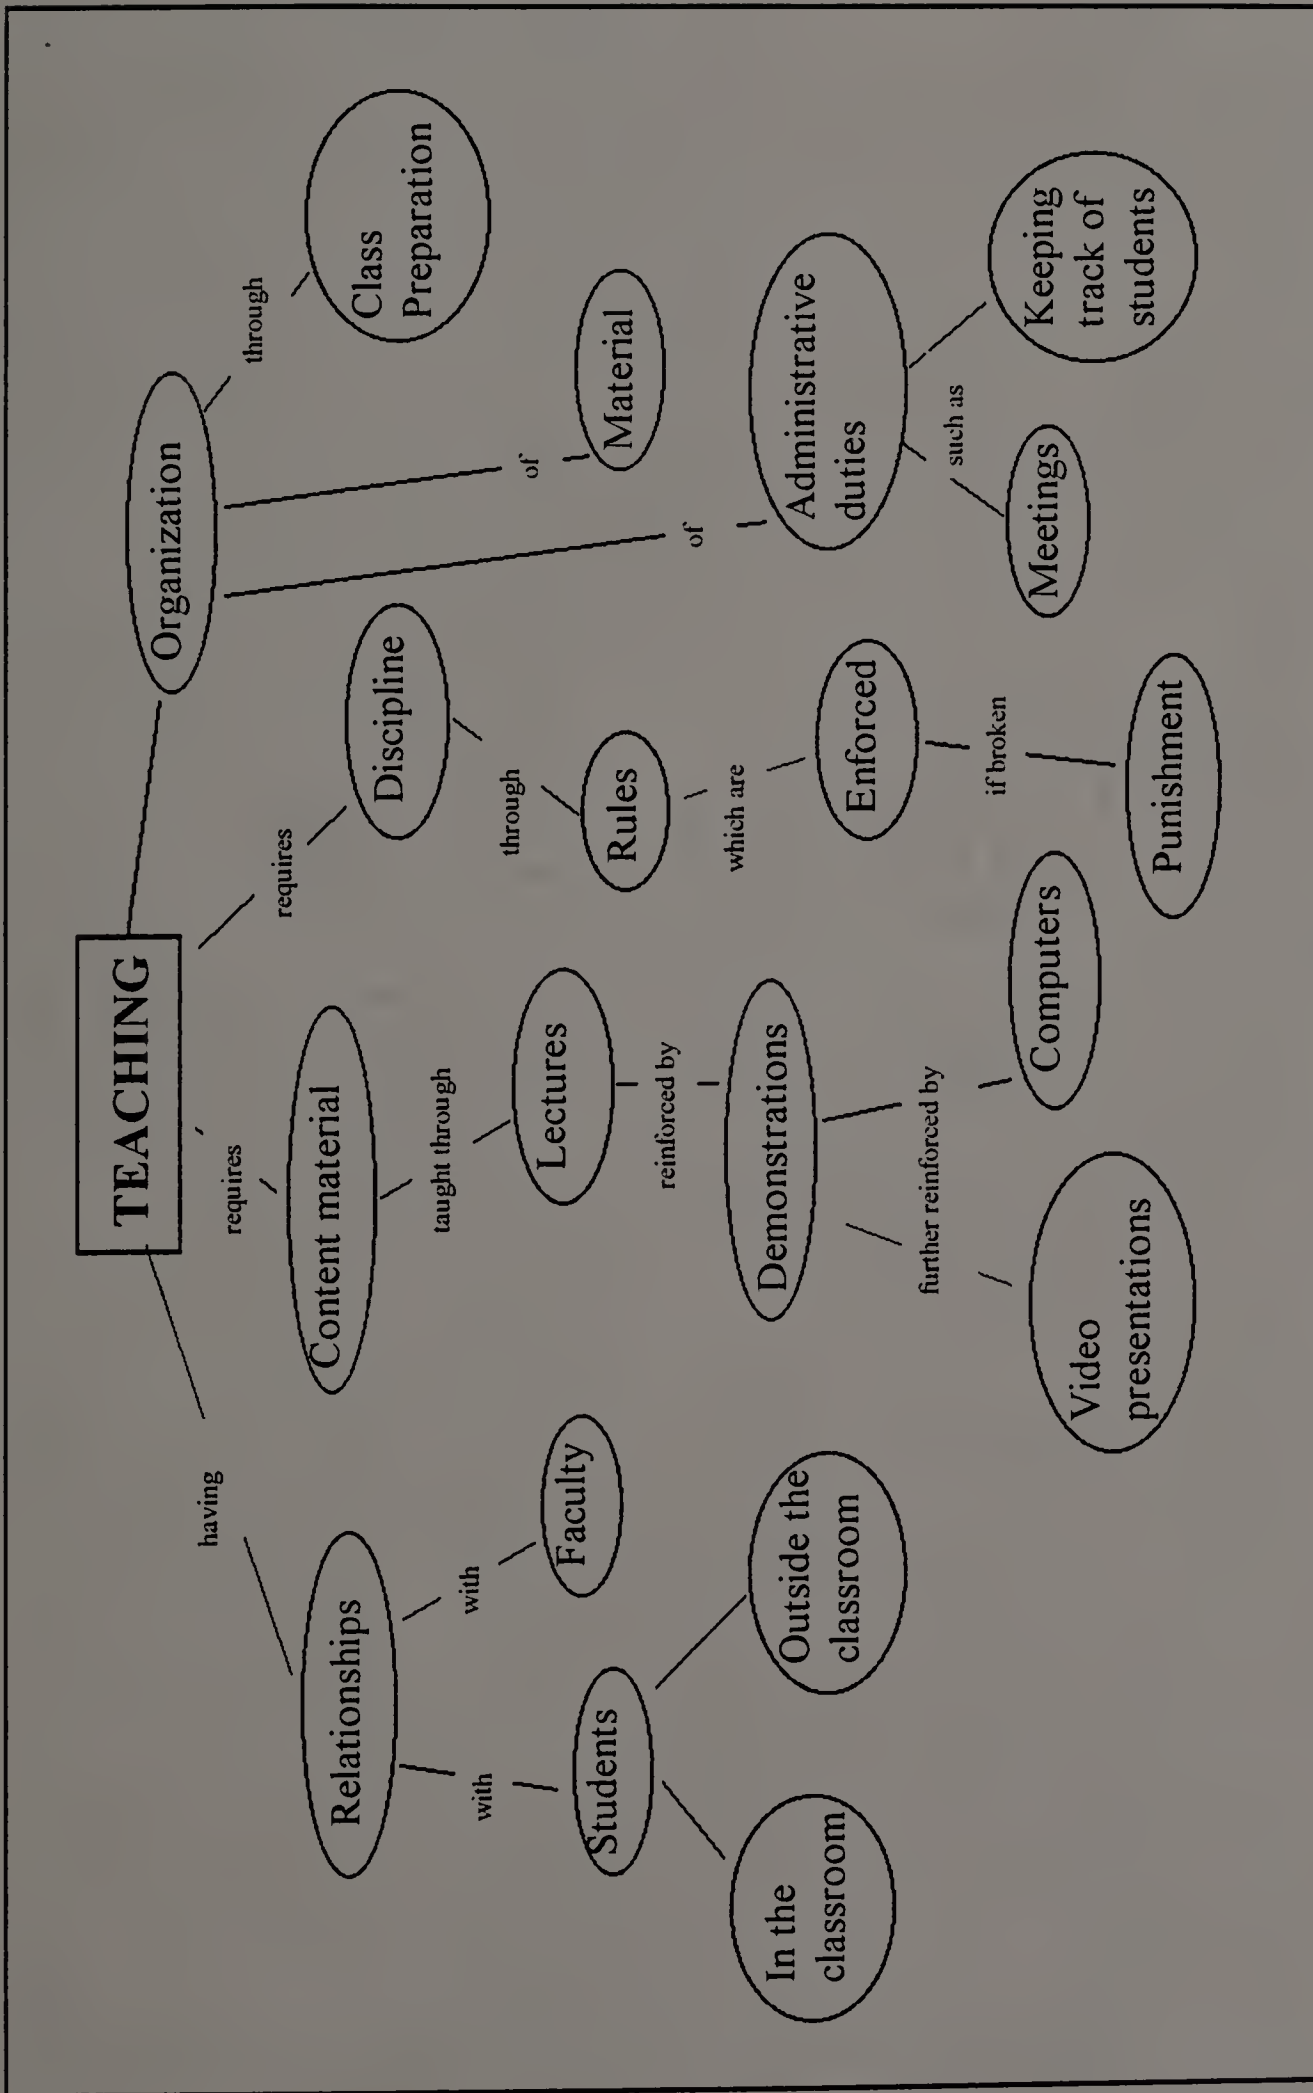 TEACHING
having
requires
requires
Organization
Relationships
Content material
Discipline
through
Class
Preparation
with
with
taught through
through
of
Students
Faculty
Lectures
Rules
Material
reinforced by
which are
of
In the
classroom
Outside the
classroom
Demonstrations
Enforced
Administrative
duties
further reinforced by
if broken
such as
Video
presentations
Computers
Punishment
Meetings
Keeping
track of
students